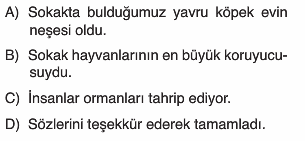 A) Sokakta bulduğumuz yavru köpek evin
neşesi oldu.
B) Sokak hayvanlarının en büyük koruyucu-
suydu.
C) İnsanlar ormanları tahrip ediyor.
D) Sözlerini teşekkür ederek tamamladı.